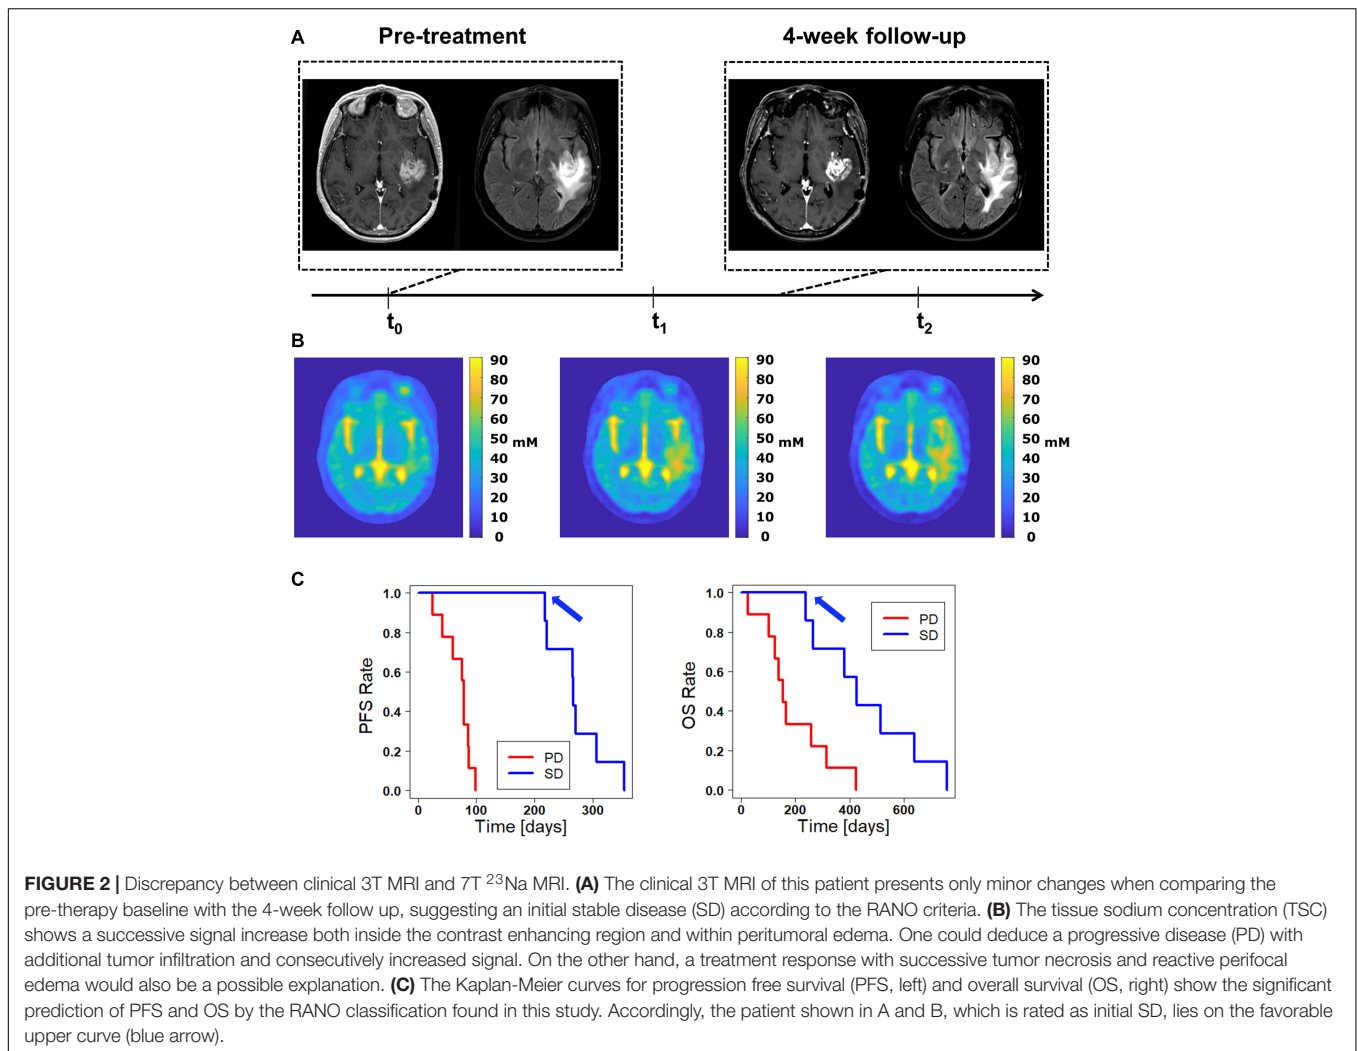 A
Pre-treatment
4-week follow-up
t0
t1
t2
B
90
80
70
60
50
40
30
20
10
0
mM
90
80
70
60
50
40
30
20
10
0
mM
90
80
70
60
50
40
30
20
10
0
mM
C
PFS Rate
1.0
0.8
0.6
0.4
0.2
0.0
PD
SD
0
100
200
300
Time [days]
OS Rate
1.0
0.8
0.6
0.4
0.2
0.0
PD
SD
0
200
400
600
Time [days]
FIGURE 2 | Discrepancy between clinical 3T MRI and 7T 23Na MRI. (A) The clinical 3T MRI of this patient presents only minor changes when comparing the
pre-therapy baseline with the 4-week follow up, suggesting an initial stable disease (SD) according to the RANO criteria. (B) The tissue sodium concentration (TSC)
shows a successive signal increase both inside the contrast enhancing region and within peritumoral edema. One could deduce a progressive disease (PD) with
additional tumor infiltration and consecutively increased signal. On the other hand, a treatment response with successive tumor necrosis and reactive perifocal
edema would also be a possible explanation. (C) The Kaplan-Meier curves for progression free survival (PFS, left) and overall survival (OS, right) show the significant
prediction of PFS and OS by the RANO classification found in this study. Accordingly, the patient shown in A and B, which is rated as initial SD, lies on the favorable
upper curve (blue arrow).